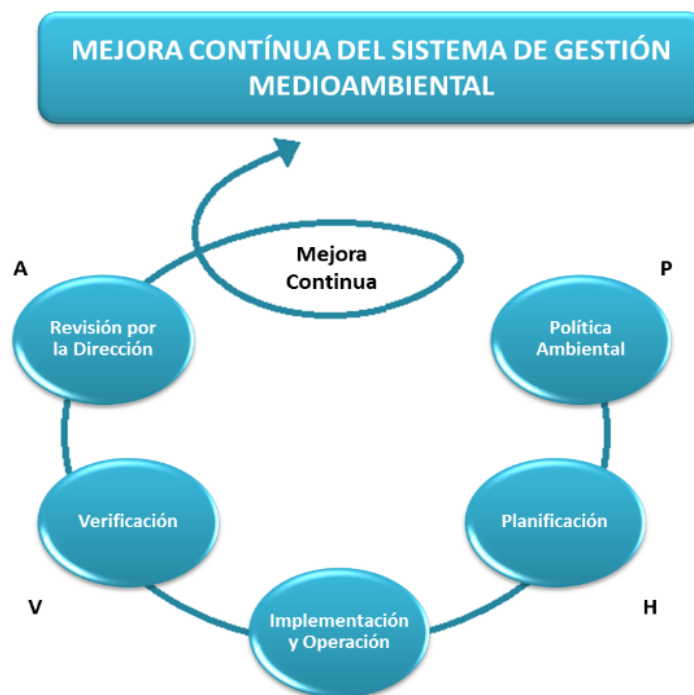 MEJORA CONTÍNUA DEL SISTEMA DE GESTIÓN
MEDIOAMBIENTAL
Mejora
Continua
A
P
Revisión por
la Dirección
Política
Ambiental
Verificación
Planificación
V
H
Implementación
y Operación